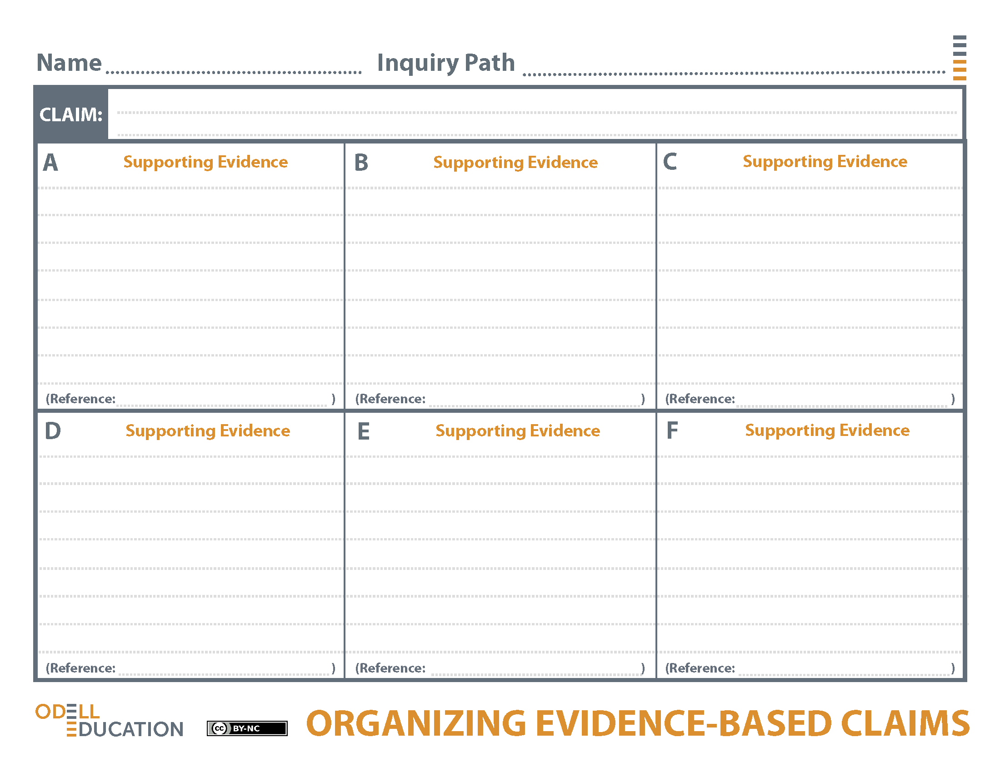 Name Inquiry Path
CLAIM:
A Supporting Evidence B Supporting Evidence C Supporting Evidence
(Reference: ) (Reference: ) (Reference: )
D Supporting Evidence E Supporting Evidence F Supporting Evidence
(Reference: ) (Reference: ) (Reference: )
ODELL
EDUCATION
cc BY-NC
ORGANIZING EVIDENCE-BASED CLAIMS